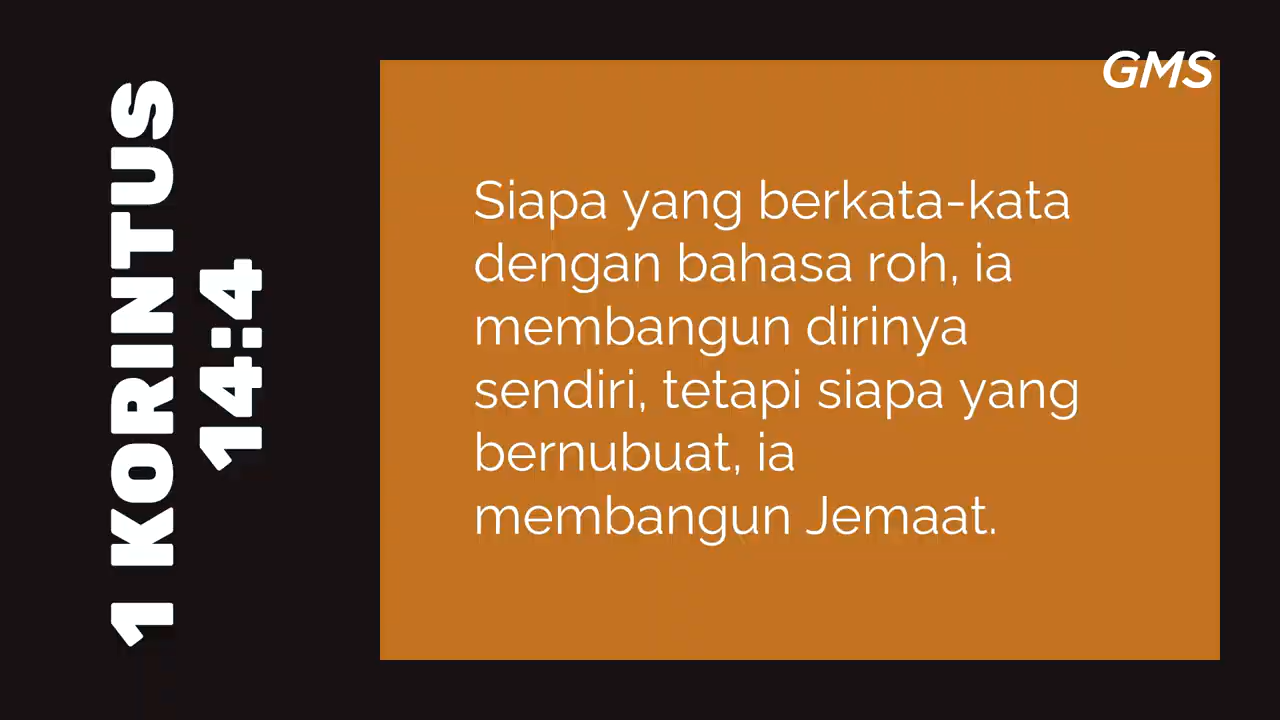 1 KORINTUS
14:4
GMS
Siapa yang berkata-kata
dengan bahasa roh, ia
membangun dirinya
sendiri, tetapi siapa yang
bernubuat, ia
membangun Jemaat.